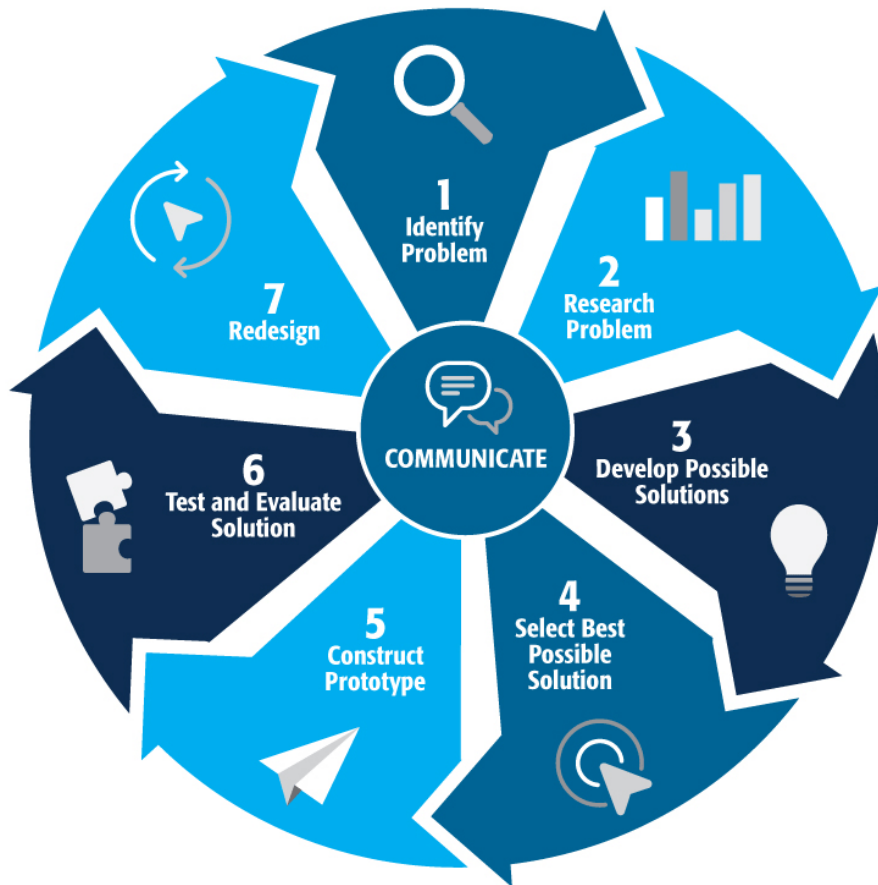 1
Identify
Problem
2
Research
Problem
3
Develop Possible
Solutions
4
Select Best
Possible
Solution
5
Construct
Prototype
6
Test and Evaluate
Solution
7
Redesign
COMMUNICATE